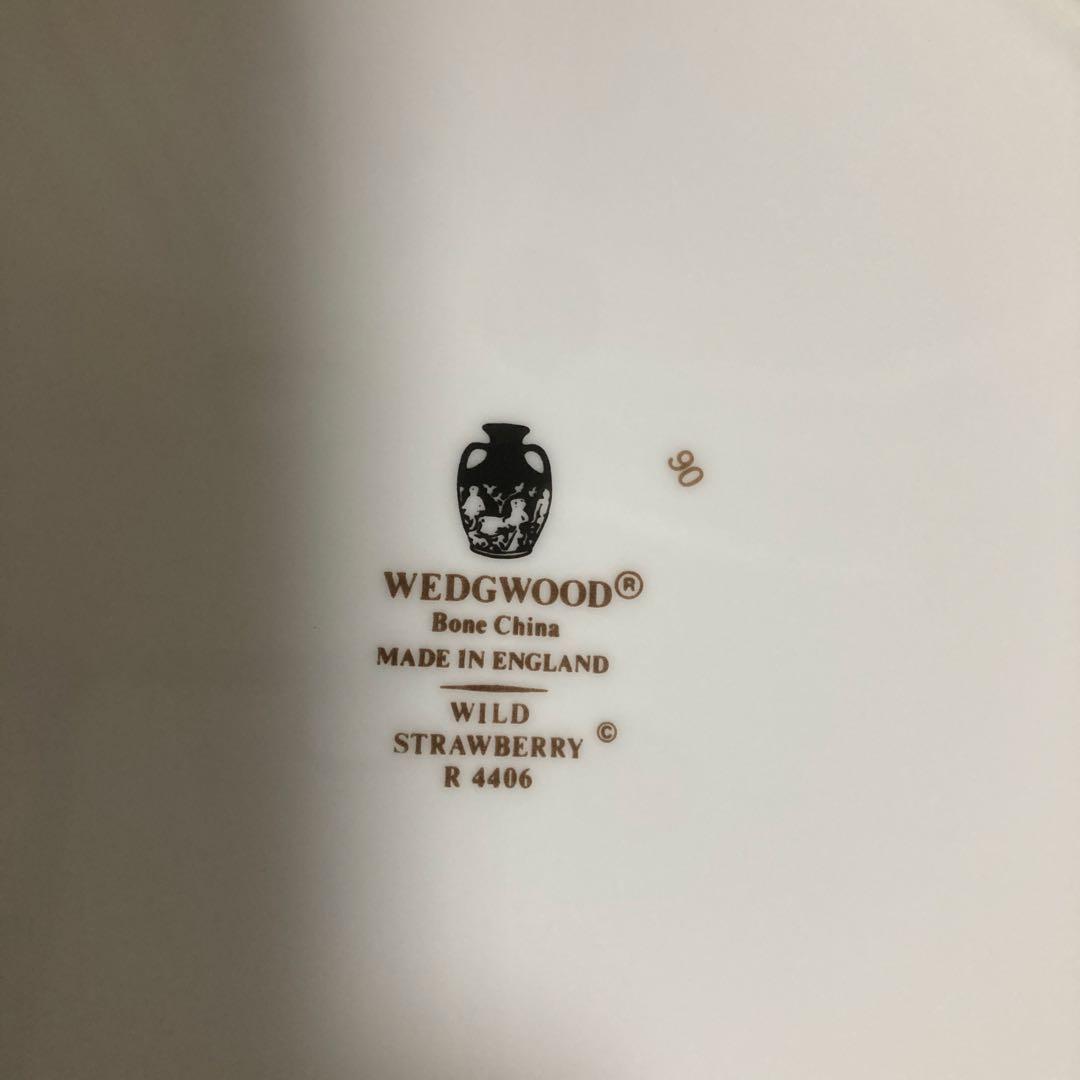 90
WEDGWOOD®
Bone China
MADE IN ENGLAND
WILD
STRAWBERRY ©
R 4406